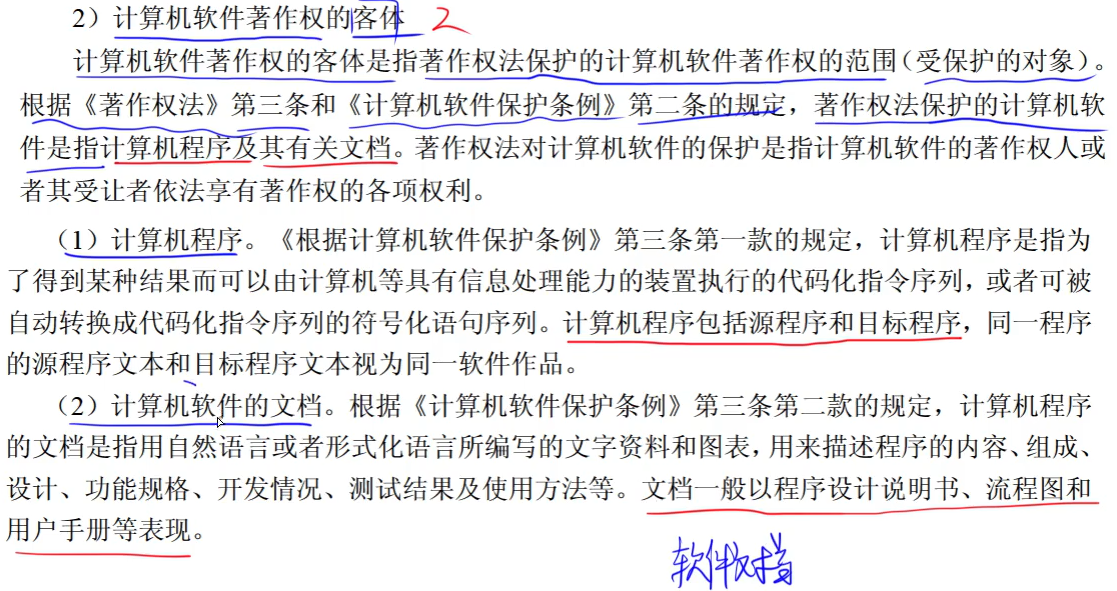 2）计算机软件著作权的客体 2
计算机软件著作权的客体是指著作权法保护的计算机软件著作权的范围（受保护的对象）。
根据《著作权法》第三条和《计算机软件保护条例》第二条的规定，著作权法保护的计算机软
件是指计算机程序及其有关文档。著作权法对计算机软件的保护是指计算机软件的著作权人或
者其受让者依法享有著作权的各项权利。
（1）计算机程序。《根据计算机软件保护条例》第三条第一款的规定，计算机程序是指为
了得到某种结果而可以由计算机等具有信息处理能力的装置执行的代码化指令序列，或者可被
自动转换成代码化指令序列的符号化语句序列。计算机程序包括源程序和目标程序，同一程序
的源程序文本和目标程序文本视为同一软件作品。
（2）计算机软件的文档。根据《计算机软件保护条例》第三条第二款的规定，计算机程序
的文档是指用自然语言或者形式化语言所编写的文字资料和图表，用来描述程序的内容、组成、
设计、功能规格、开发情况、测试结果及使用方法等。文档一般以程序设计说明书、流程图和
用户手册等表现。
软件文档